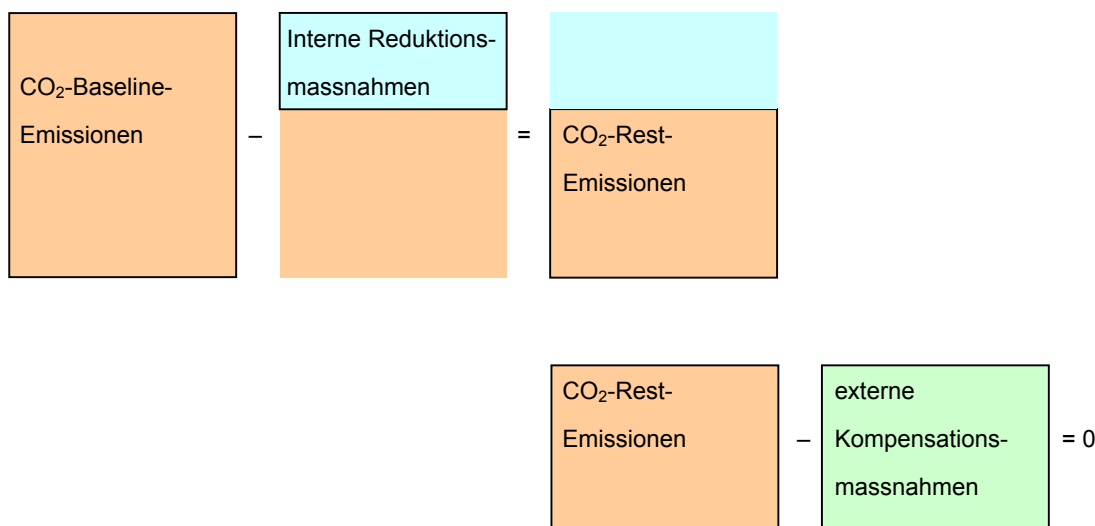 CO₂-Baseline-
Emissionen
–
Interne Reduktions-
massnahmen
=
CO₂-Rest-
Emissionen
CO₂-Rest-
Emissionen
–
externe
Kompensations-
massnahmen
= 0